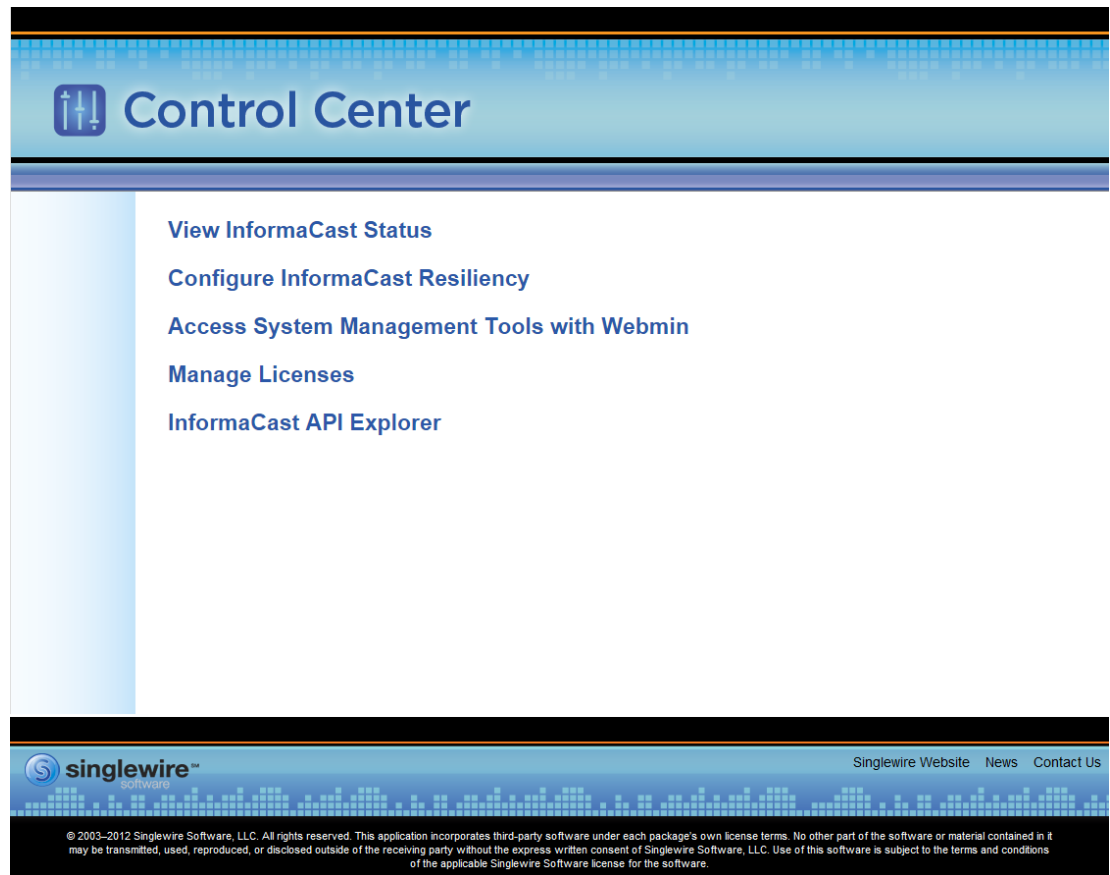 Control Center
View InformaCast Status
Configure InformaCast Resiliency
Access System Management Tools with Webmin
Manage Licenses
InformaCast API Explorer
S singlewire℠
software
Singlewire Website News Contact Us
© 2003–2012 Singlewire Software, LLC. All rights reserved. This application incorporates third-party software under each package's own license terms. No other part of the software or material contained in it
may be transmitted, used, reproduced, or disclosed outside of the receiving party without the express written consent of Singlewire Software, LLC. Use of this software is subject to the terms and conditions
of the applicable Singlewire Software license for the software.